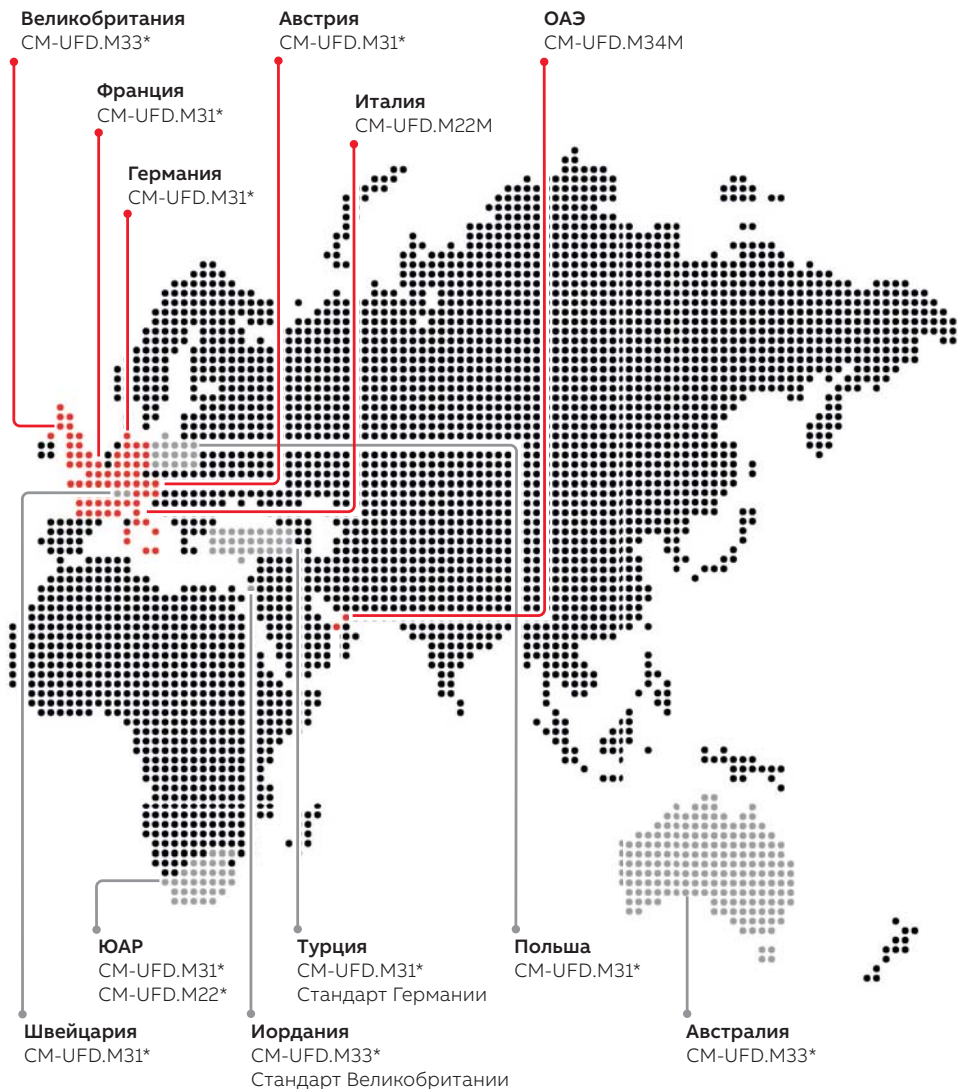 Великобритания
CM-UFD.M33*
Австрия
CM-UFD.M31*
ОАЭ
CM-UFD.M34M
Франция
CM-UFD.M31*
Италия
CM-UFD.M22M
Германия
CM-UFD.M31*
ЮАР
CM-UFD.M31*
CM-UFD.M22*
Турция
CM-UFD.M31*
Стандарт Германии
Польша
CM-UFD.M31*
Швейцария
CM-UFD.M31*
Иордания
CM-UFD.M33*
Стандарт Великобритании
Австралия
CM-UFD.M33*